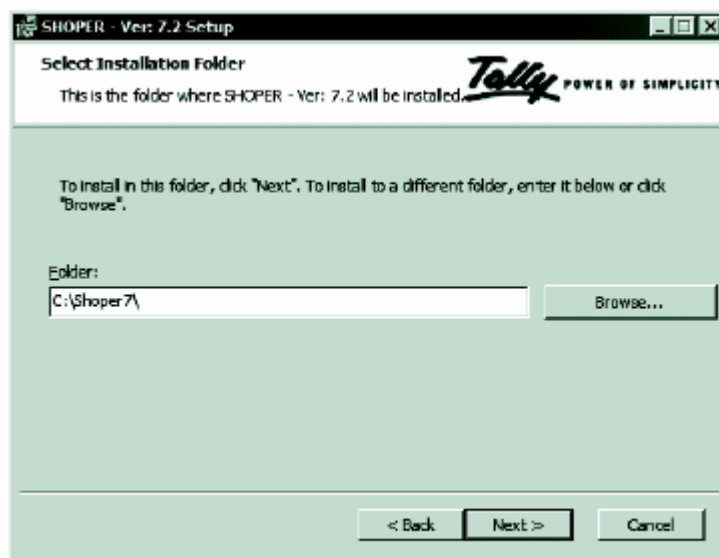 SHOPER - Ver: 7.2 Setup
Select Installation Folder
This is the folder where SHOPER - Ver: 7.2 will be installed.
Tally POWER OF SIMPLICITY
To install in this folder, click "Next". To install to a different folder, enter it below or click
"Browse".
Folder:
C:\Shoper7\
Browse...
< Back
Next >
Cancel